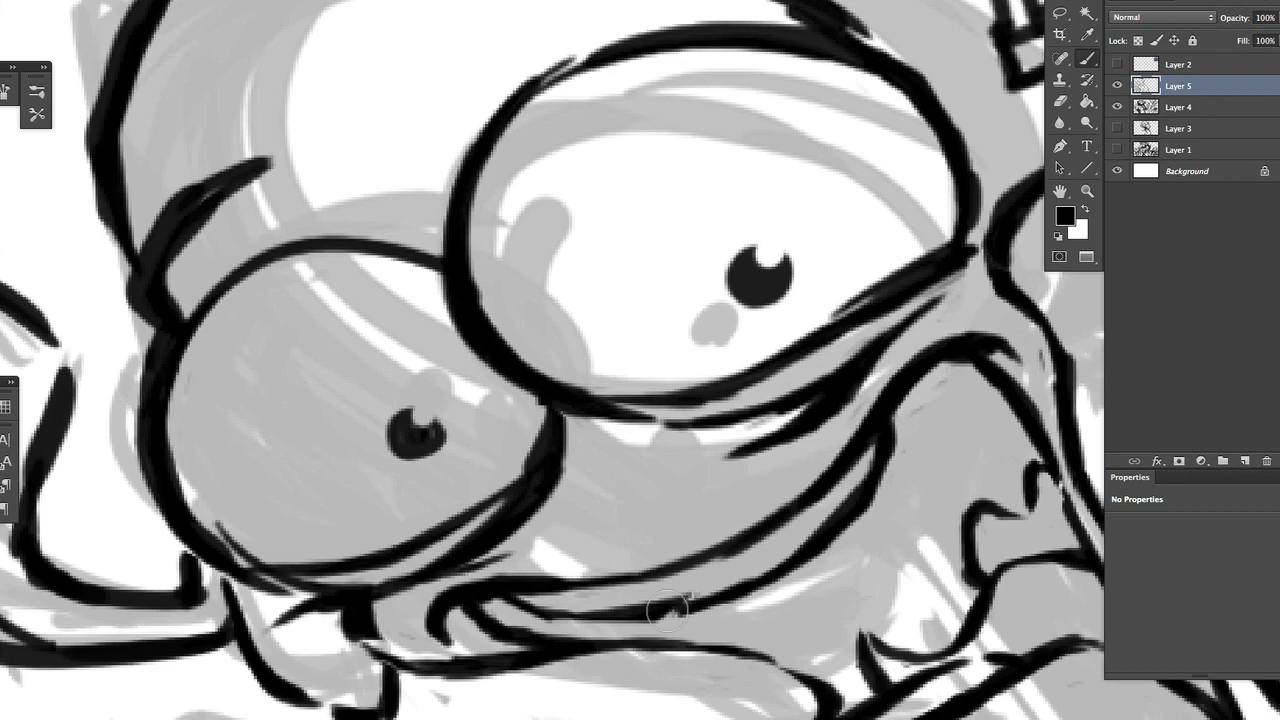 Normal Opacity: 100%
Lock: Fill: 100%
Layer 2
Layer 5
Layer 4
Layer 3
Layer 1
Background
fx
Properties
No Properties
T
A
A